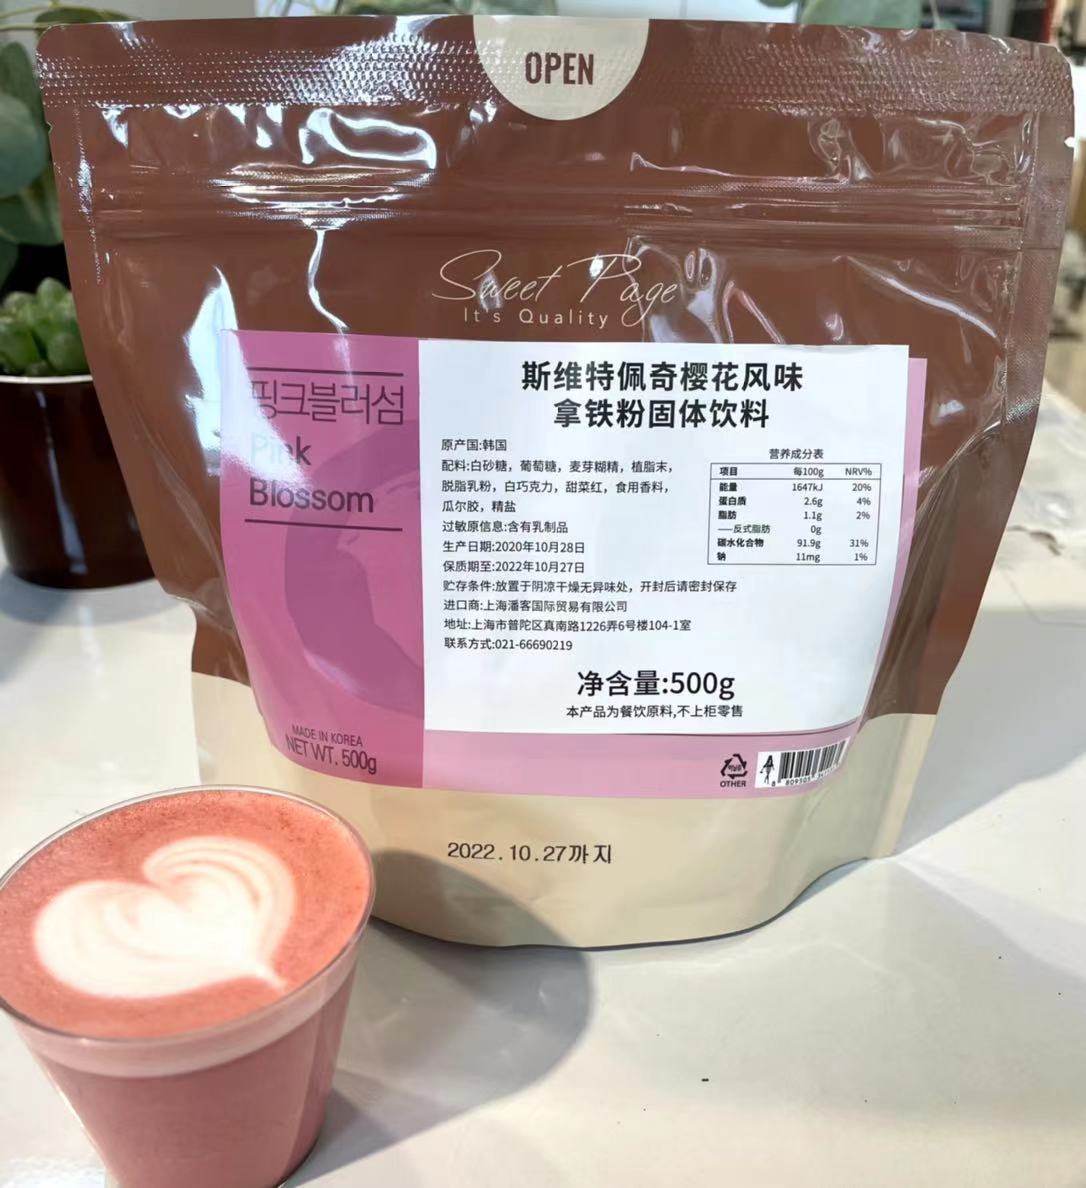 OPEN
Sweet Page
It's Quality
핑크블러섬
Pink
Blossom
MADE IN KOREA
NET WT. 500g
斯维特佩奇樱花风味
拿铁粉固体饮料
原产国:韩国
配料:白砂糖，葡萄糖，麦芽糊精，植脂末，
脱脂乳粉，白巧克力，甜菜红，食用香料，
瓜尔胶，精盐
过敏原信息:含有乳制品
生产日期:2020年10月28日
保质期至:2022年10月27日
贮存条件:放置于阴凉干燥无异味处，开封后请密封保存
进口商:上海潘客国际贸易有限公司
地址:上海市普陀区真南路1226弄6号楼104-1室
联系方式:021-66690219
营养成分表
项目 每100g NRV%
能量 1647kJ 20%
蛋白质 2.6g 4%
脂肪 1.1g 2%
——反式脂肪 0g
碳水化合物 91.9g 31%
钠 11mg 1%
净含量:500g
本产品为餐饮原料,不上柜零售
OTHER
2022.10.27까지